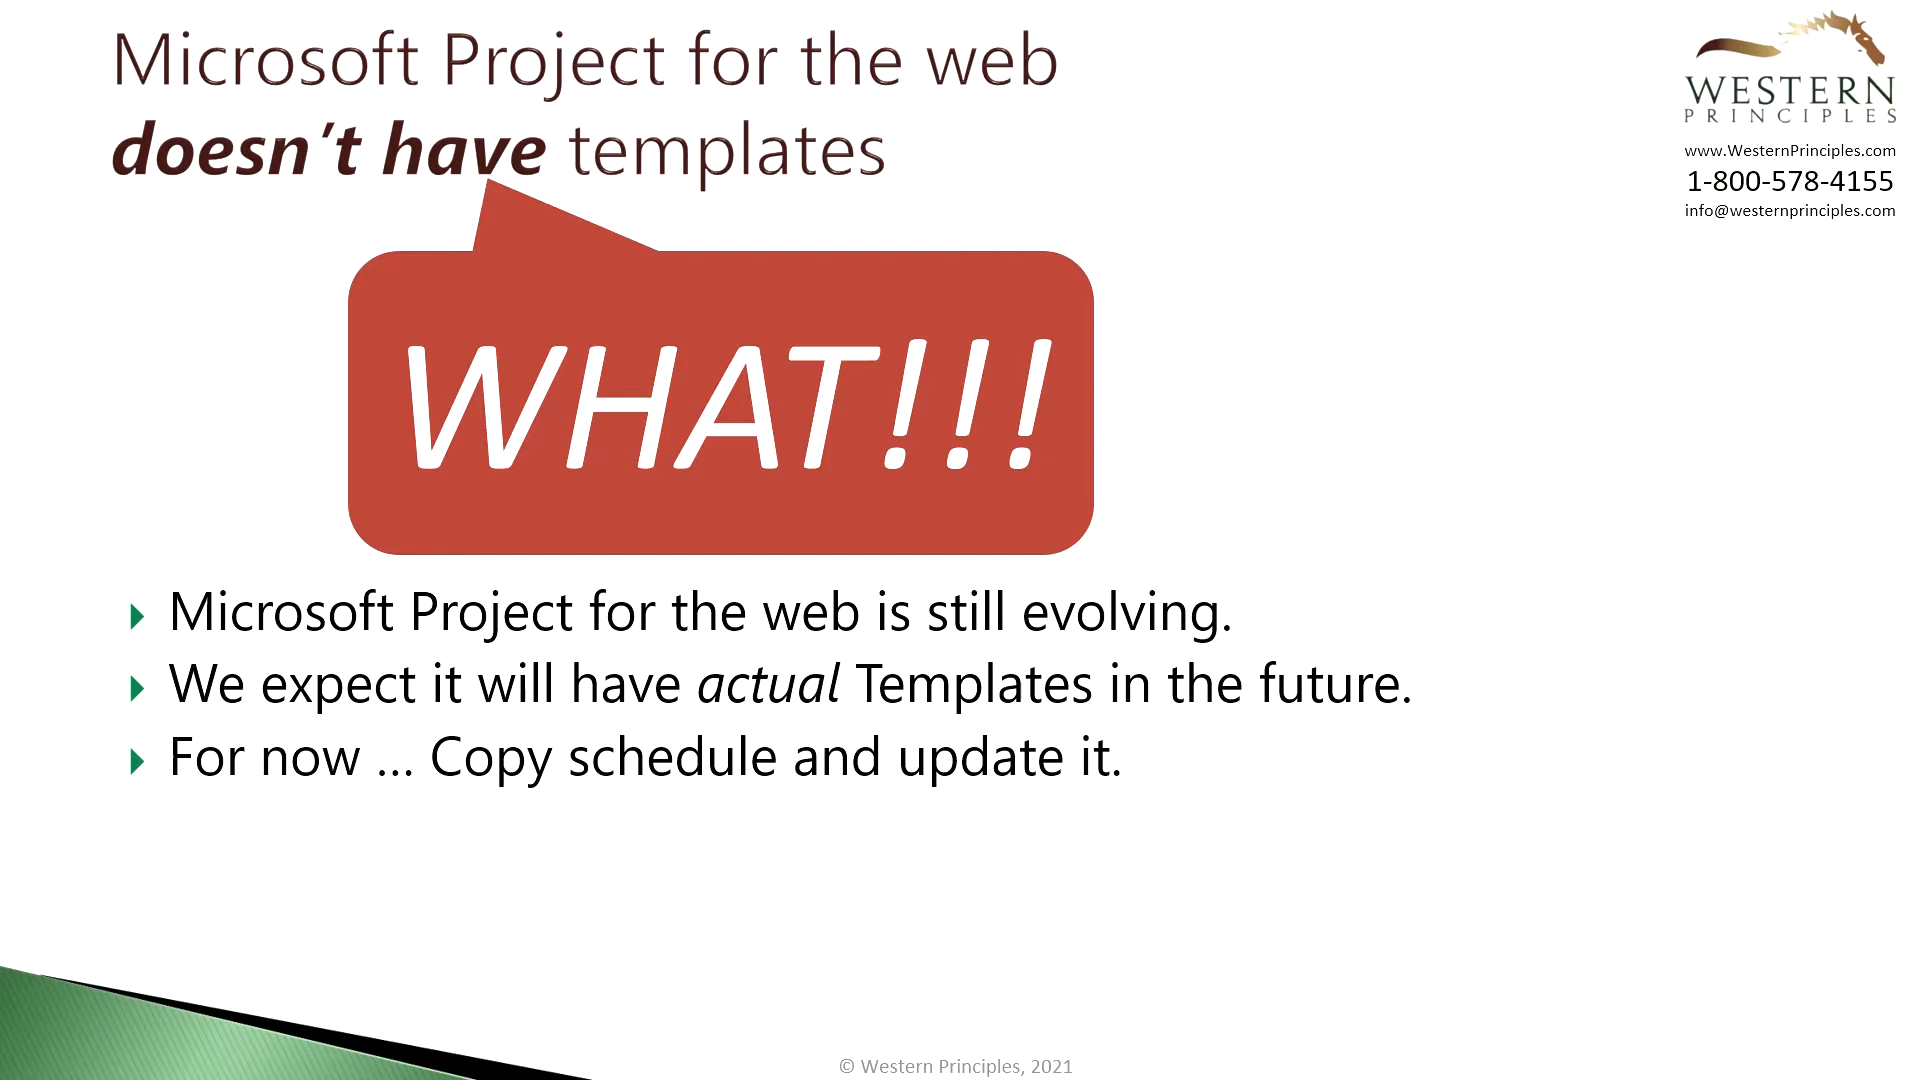 Microsoft Project for the web
doesn't have templates
WESTERN
PRINCIPLES
www.WesternPrinciples.com
1-800-578-4155
info@westernprinciples.com
WHAT!!!
Microsoft Project for the web is still evolving.
We expect it will have actual Templates in the future.
For now ... Copy schedule and update it.
© Western Principles, 2021